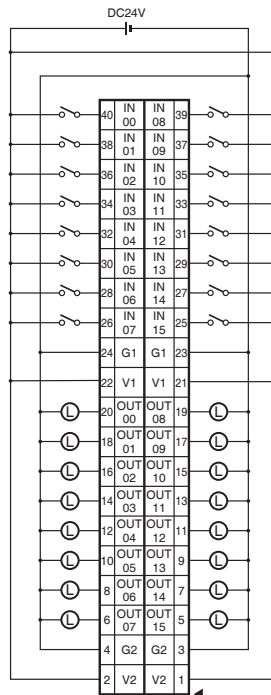 DC24V
40 IN 00 IN 08 39
38 IN 01 IN 09 37
36 IN 02 IN 10 35
34 IN 03 IN 11 33
32 IN 04 IN 12 31
30 IN 05 IN 13 29
28 IN 06 IN 14 27
26 IN 07 IN 15 25
24 G1 G1 23
22 V1 V1 21
L 20 OUT 00 OUT 08 19 L
L 18 OUT 01 OUT 09 17 L
L 16 OUT 02 OUT 10 15 L
L 14 OUT 03 OUT 11 13 L
L 12 OUT 04 OUT 12 11 L
L 10 OUT 05 OUT 13 9 L
L 8 OUT 06 OUT 14 7 L
L 6 OUT 07 OUT 15 5 L
4 G2 G2 3
2 V2 V2 1